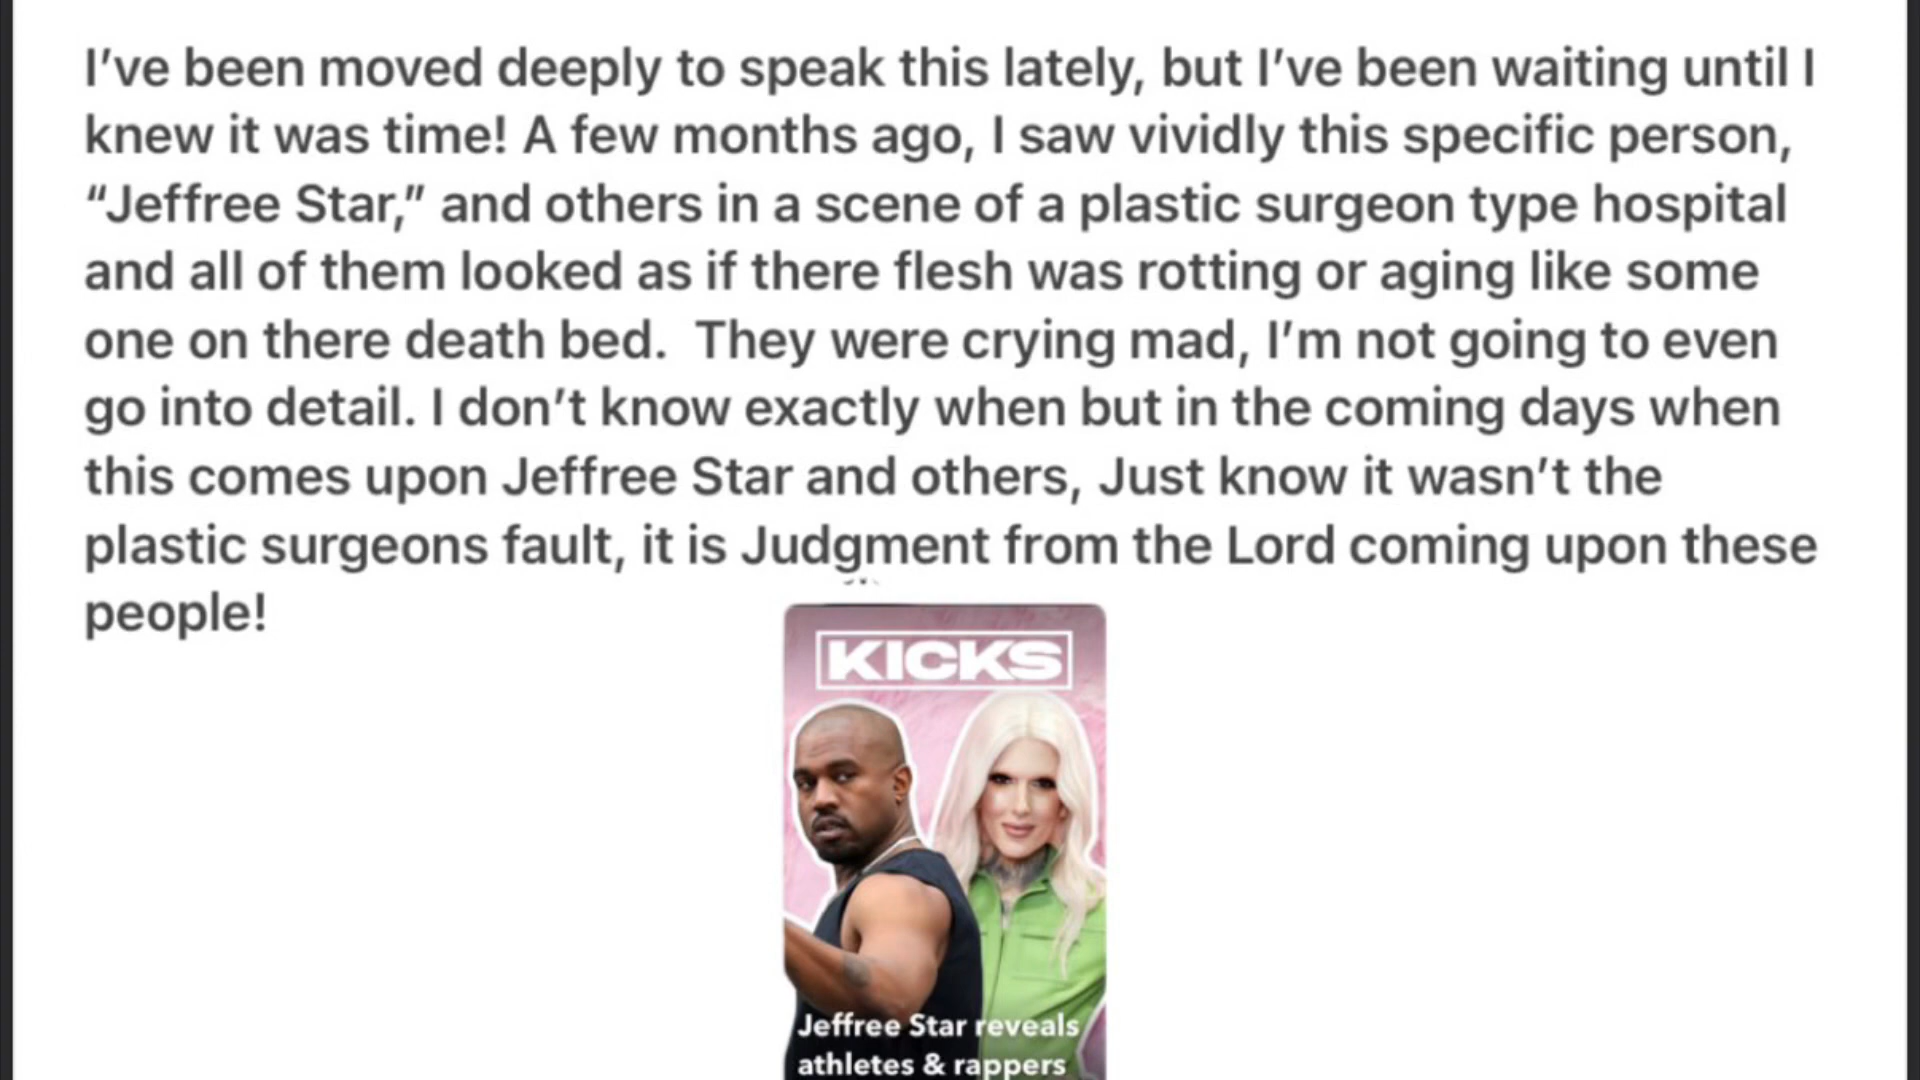 I’ve been moved deeply to speak this lately, but I’ve been waiting until I
knew it was time! A few months ago, I saw vividly this specific person,
“Jeffree Star,” and others in a scene of a plastic surgeon type hospital
and all of them looked as if there flesh was rotting or aging like some
one on there death bed.  They were crying mad, I’m not going to even
go into detail. I don’t know exactly when but in the coming days when
this comes upon Jeffree Star and others, Just know it wasn’t the
plastic surgeons fault, it is Judgment from the Lord coming upon these
people!
KICKS
Jeffree Star reveals
athletes & rappers